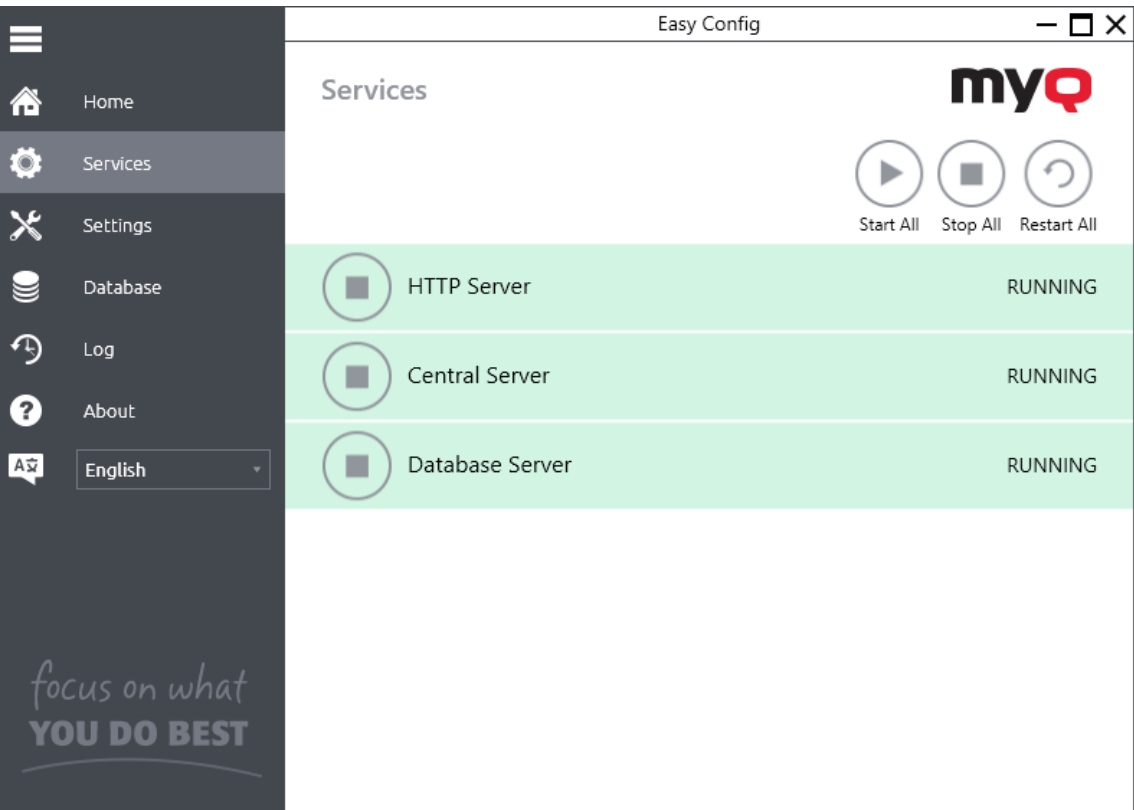 Easy Config
Home
Services
Settings
Database
Log
About
A
English
focus on what
YOU DO BEST
Services
myQ
Start All Stop All Restart All
HTTP Server RUNNING
Central Server RUNNING
Database Server RUNNING